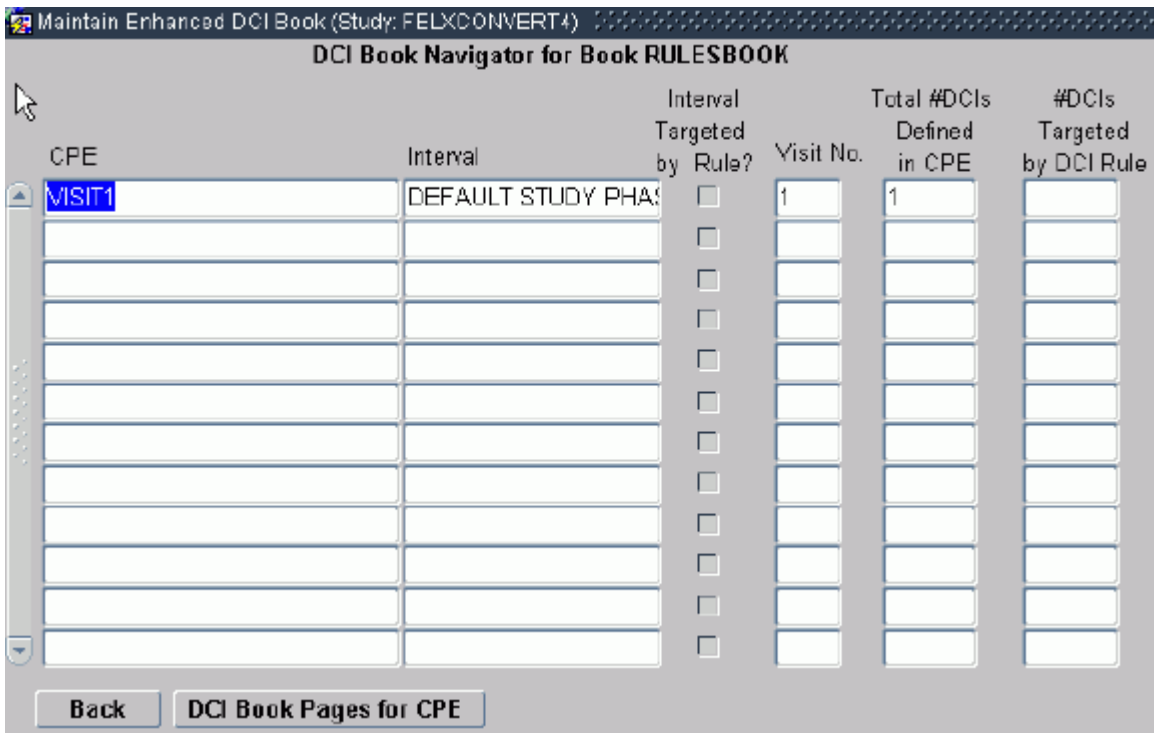 Maintain Enhanced DCI Book (Study: FELXCONVERT4)
DCI Book Navigator for Book RULESBOOK
Interval Total #DCIs #DCIs
Targeted Defined Targeted
CPE Interval by Rule? Visit No. in CPE by DCI Rule
VISIT1 DEFAULT STUDY PHAS 1 1
Back DCI Book Pages for CPE